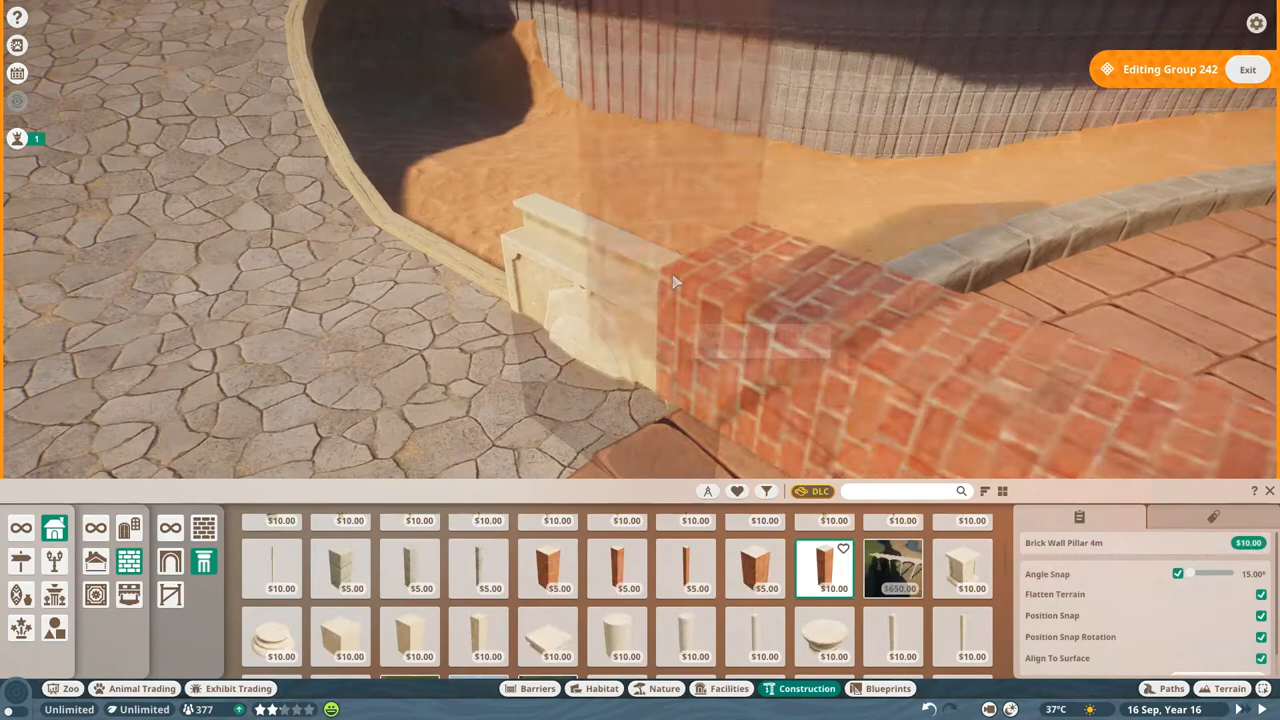 ?
Editing Group 242
Exit
1
DLC
? ×
$10.00 $10.00 $10.00 $10.00 $10.00 $10.00 $10.00 $10.00 $10.00 $10.00 $10.00
Brick Wall Pillar 4m $10.00
$10.00 $5.00 $5.00 $5.00 $5.00 $5.00 $5.00 $5.00 $10.00 $650.00 $10.00
Angle Snap 15.00°
Flatten Terrain
Position Snap
Position Snap Rotation
$10.00 $10.00 $10.00 $10.00 $10.00 $10.00 $10.00 $10.00 $10.00 $10.00 $10.00
Align To Surface
Zoo Animal Trading Exhibit Trading Barriers Habitat Nature Facilities Construction Blueprints Paths Terrain
Unlimited Unlimited 377 37°C 16 Sep, Year 16